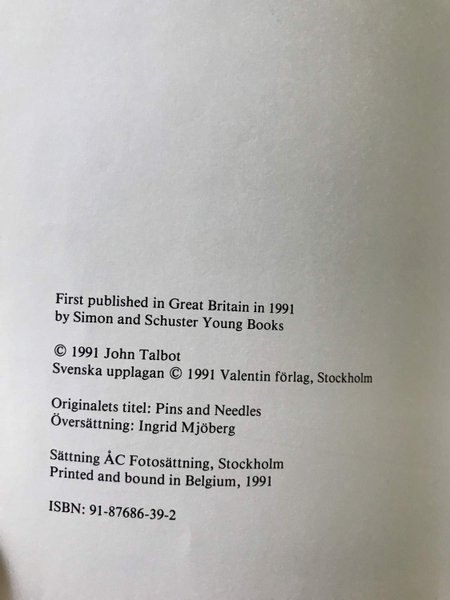 First published in Great Britain in 1991
by Simon and Schuster Young Books
© 1991 John Talbot
Svenska upplagan © 1991 Valentin förlag, Stockholm
Originalets titel: Pins and Needles
Översättning: Ingrid Mjöberg
Sättning ÅC Fotosättning, Stockholm
Printed and bound in Belgium, 1991
ISBN: 91-87686-39-2